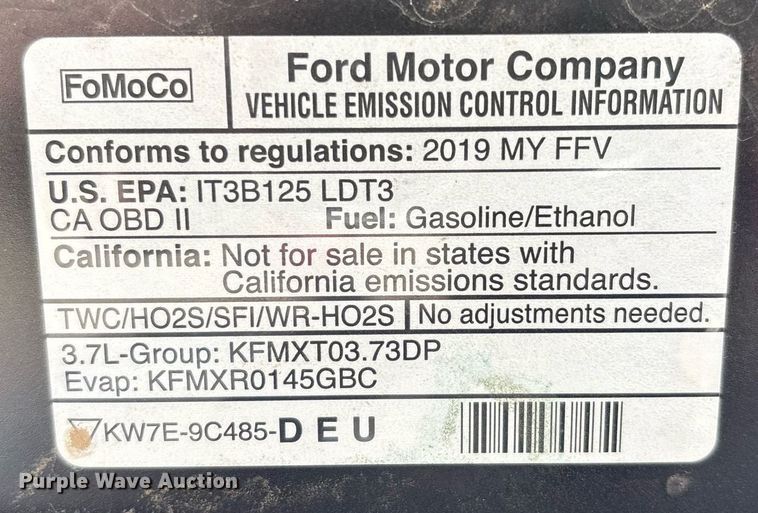 FoMoCo
Ford Motor Company
VEHICLE EMISSION CONTROL INFORMATION
Conforms to regulations: 2019 MY FFV
U.S. EPA: IT3B125 LDT3
CA OBD II Fuel: Gasoline/Ethanol
California: Not for sale in states with
California emissions standards.
TWC/HO2S/SFI/WR-HO2S No adjustments needed.
3.7L-Group: KFMXT03.73DP
Evap: KFMXR0145GBC
KW7E-9C485-D E U
Purple Wave Auction